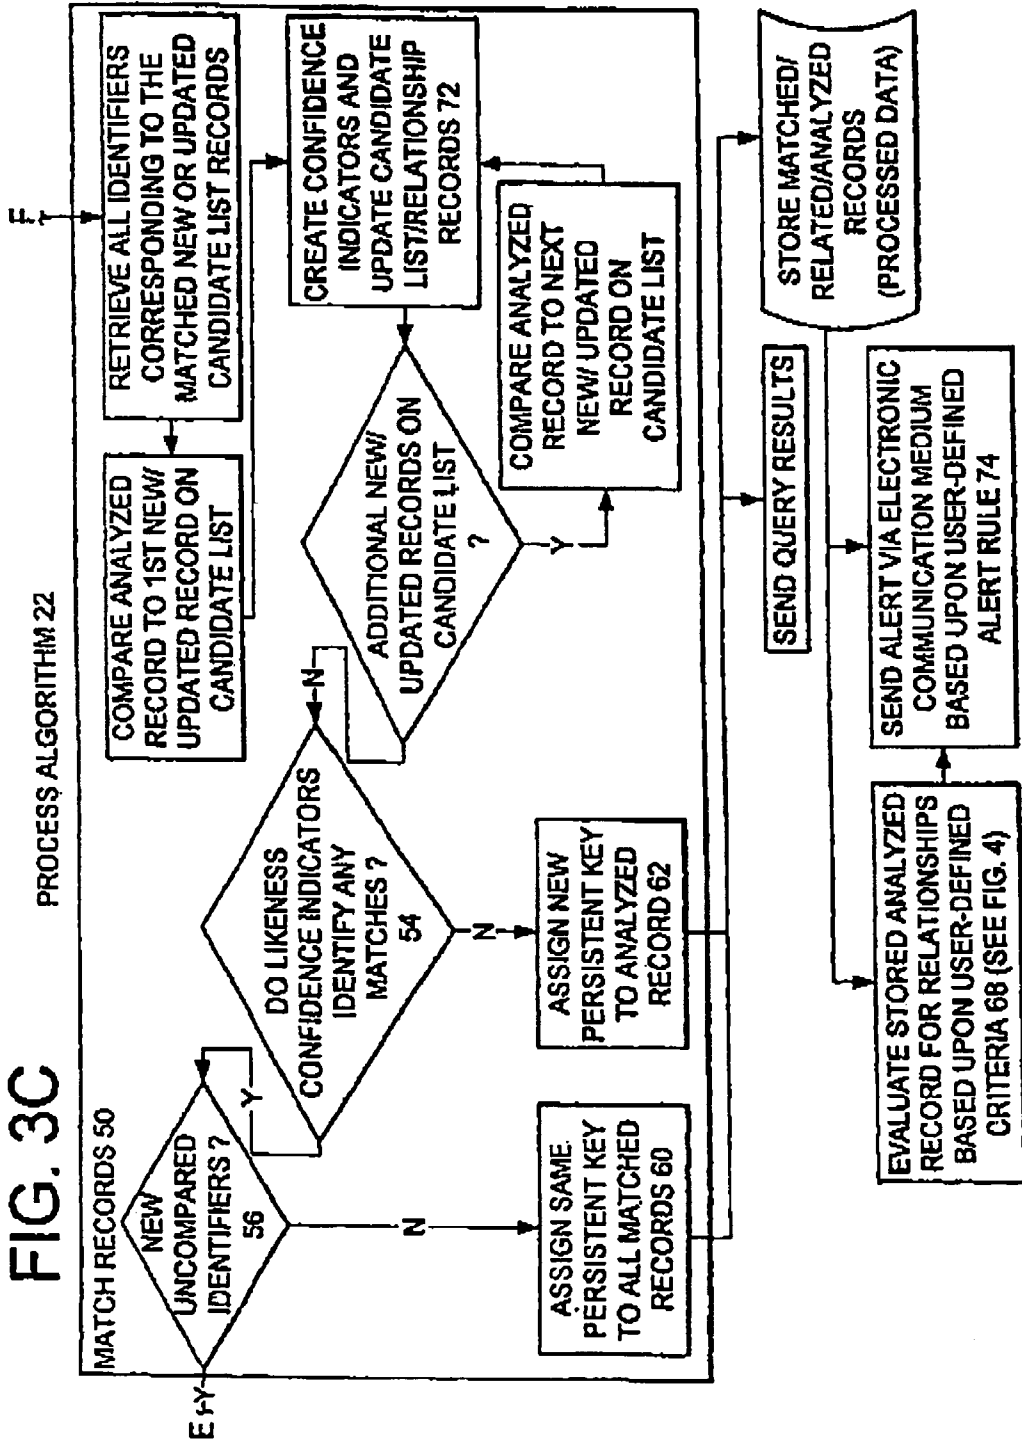 FIG. 3C
PROCESS ALGORITHM 22
MATCH RECORDS 50
E
Y
NEW
UNCOMPARED
IDENTIFIERS ?
56
Y
N
DO LIKENESS
CONFIDENCE INDICATORS
IDENTIFY ANY
MATCHES ?
54
N
N
ADDITIONAL NEW/
UPDATED RECORDS ON
CANDIDATE LIST
?
Y
COMPARE ANALYZED
RECORD TO 1ST NEW/
UPDATED RECORD ON
CANDIDATE LIST
F
RETRIEVE ALL IDENTIFIERS
CORRESPONDING TO THE
MATCHED NEW OR UPDATED
CANDIDATE LIST RECORDS
CREATE CONFIDENCE
INDICATORS AND
UPDATE CANDIDATE
LIST/RELATIONSHIP
RECORDS 72
COMPARE ANALYZED
RECORD TO NEXT
NEW/ UPDATED
RECORD ON
CANDIDATE LIST
ASSIGN SAME
PERSISTENT KEY
TO ALL MATCHED
RECORDS 60
ASSIGN NEW
PERSISTENT KEY
TO ANALYZED
RECORD 62
SEND QUERY RESULTS
STORE MATCHED/
RELATED/ANALYZED
RECORDS
(PROCESSED DATA)
EVALUATE STORED ANALYZED
RECORD FOR RELATIONSHIPS
BASED UPON USER-DEFINED
CRITERIA 68 (SEE FIG. 4)
SEND ALERT VIA ELECTRONIC
COMMUNICATION MEDIUM
BASED UPON USER-DEFINED
ALERT RULE 74